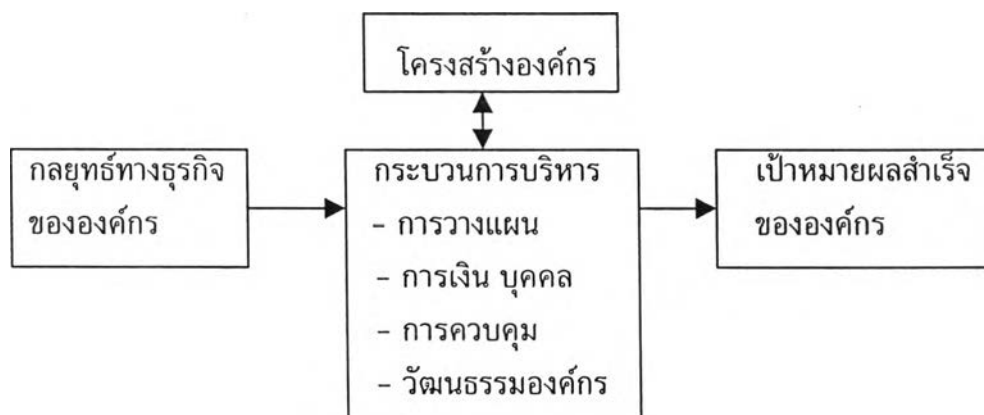 โครงสร้างองค์กร
กลยุทธ์ทางธุรกิจ
ขององค์กร
กระบวนการบริหาร
- การวางแผน
- การเงิน บุคคล
- การควบคุม
- วัฒนธรรมองค์กร
เป้าหมายผลสำเร็จ
ขององค์กร